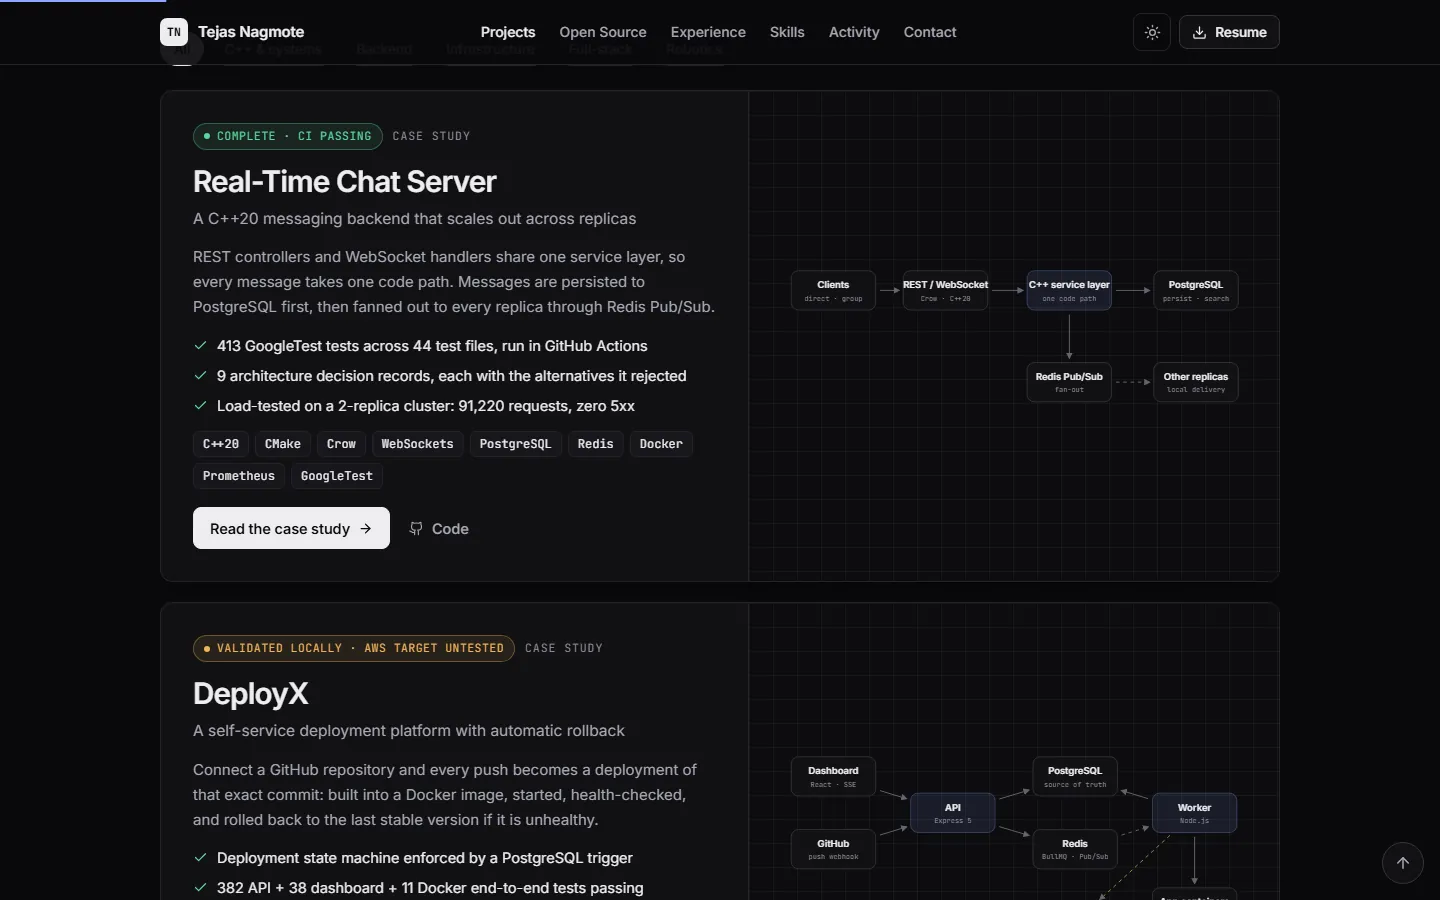 TN Tejas Nagmote Projects Open Source Experience Skills Activity Contact Resume
C++ & systems Backend Infrastructure Full-stack Robotics
COMPLETE · CI PASSING CASE STUDY
Real-Time Chat Server
A C++20 messaging backend that scales out across replicas
REST controllers and WebSocket handlers share one service layer, so
every message takes one code path. Messages are persisted to
PostgreSQL first, then fanned out to every replica through Redis Pub/Sub.
413 GoogleTest tests across 44 test files, run in GitHub Actions
9 architecture decision records, each with the alternatives it rejected
Load-tested on a 2-replica cluster: 91,220 requests, zero 5xx
C++20 CMake Crow WebSockets PostgreSQL Redis Docker
Prometheus GoogleTest
Read the case study Code
Clients REST / WebSocket C++ service layer PostgreSQL
direct · group Crow · C++20 one code path persist · search
Redis Pub/Sub Other replicas
fan-out local delivery
VALIDATED LOCALLY · AWS TARGET UNTESTED CASE STUDY
DeployX
A self-service deployment platform with automatic rollback
Connect a GitHub repository and every push becomes a deployment of
that exact commit: built into a Docker image, started, health-checked,
and rolled back to the last stable version if it is unhealthy.
Deployment state machine enforced by a PostgreSQL trigger
382 API + 38 dashboard + 11 Docker end-to-end tests passing
Dashboard PostgreSQL
React · SSE source of truth
API Worker
Express 5 Node.js
GitHub Redis
push webhook BullMQ · Pub/Sub